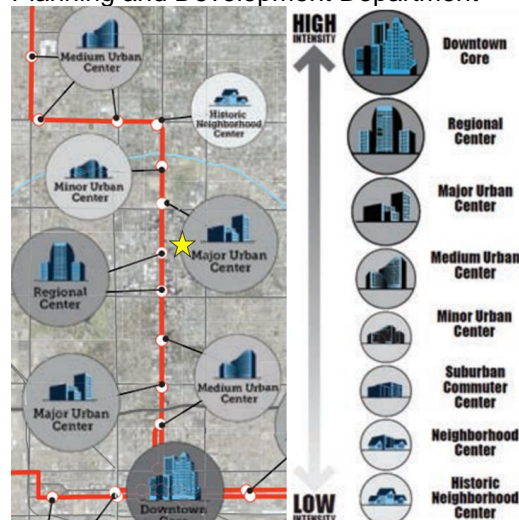 Planning and Development Department
Medium Urban
Center
Historic
Neighborhood
Center
Minor Urban
Center
Major Urban
Center
Regional
Center
Major Urban
Center
Medium Urban
Center
Downtown
HIGH
INTENSITY
LOW
INTENSITY
Downtown
Core
Regional
Center
Major Urban
Center
Medium Urban
Center
Minor Urban
Center
Suburban
Commuter
Center
Neighborhood
Center
Historic
Neighborhood
Center